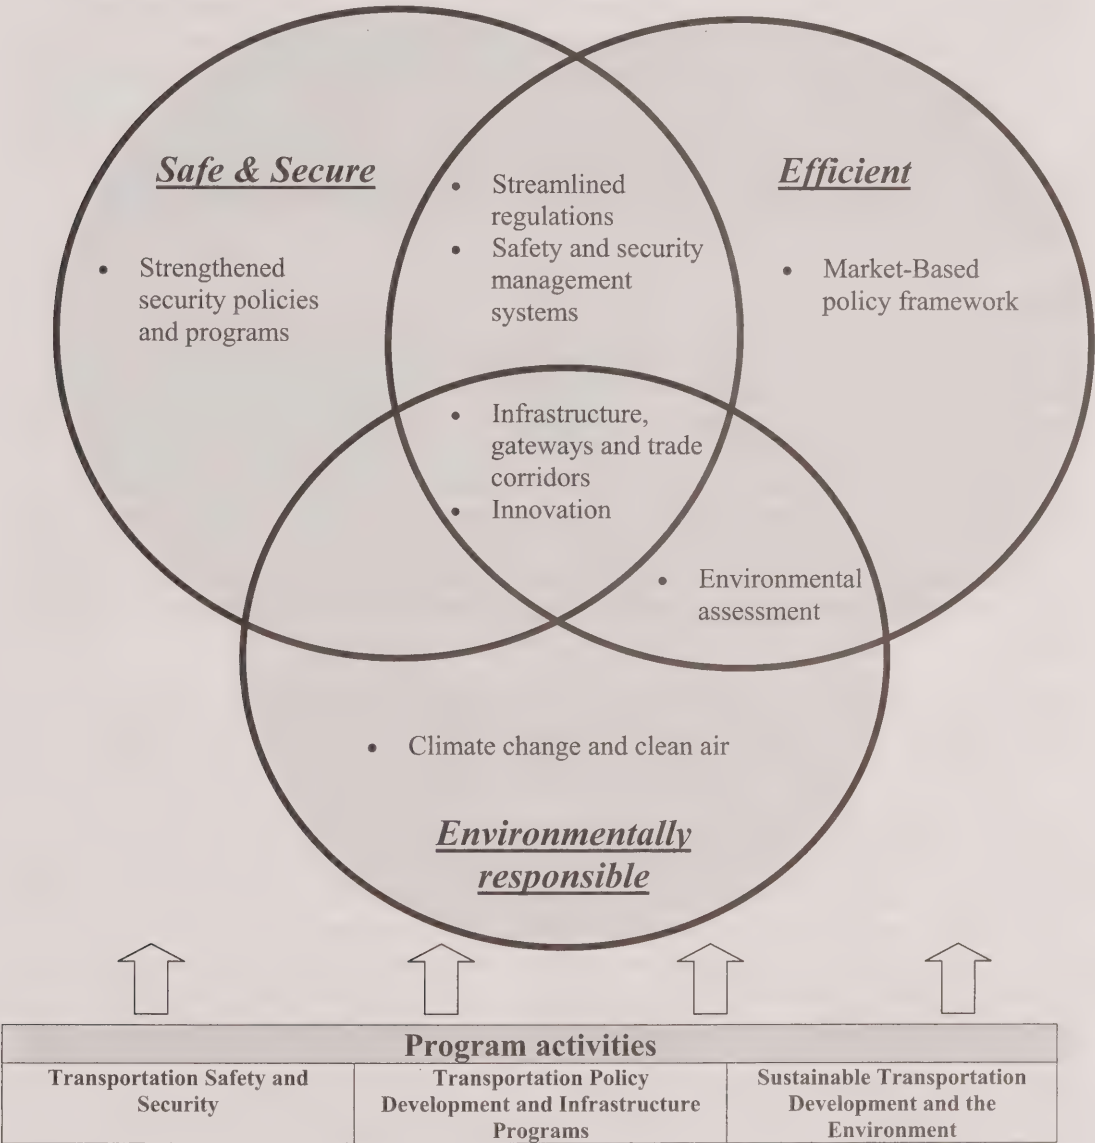 Safe & Secure
• Strengthened
security policies
and programs
• Streamlined
regulations
• Safety and security
management
systems
Efficient
• Market-Based
policy framework
• Infrastructure,
gateways and trade
corridors
• Innovation
• Environmental
assessment
• Climate change and clean air
Environmentally
responsible
Program activities
Transportation Safety and
Security
Transportation Policy
Development and Infrastructure
Programs
Sustainable Transportation
Development and the
Environment